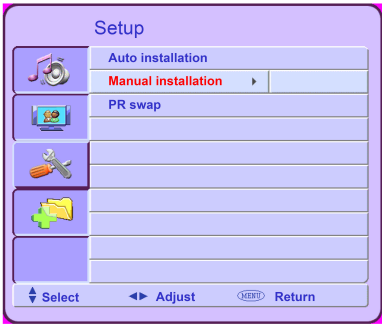 Setup
Auto installation
Manual installation
PR swap
Select Adjust MENU Return